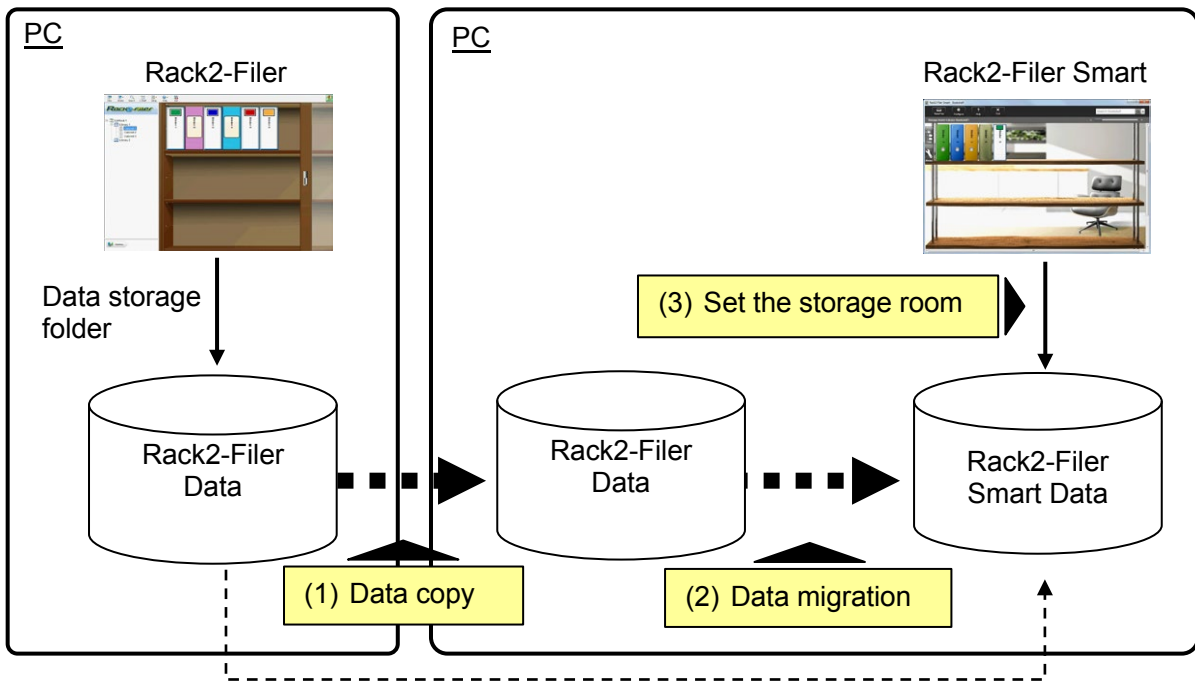 PC
Rack2-Filer
Data storage
folder
Rack2-Filer
Data
(1) Data copy
PC
Rack2-Filer Smart
(3) Set the storage room
Rack2-Filer
Data
Rack2-Filer
Smart Data
(2) Data migration